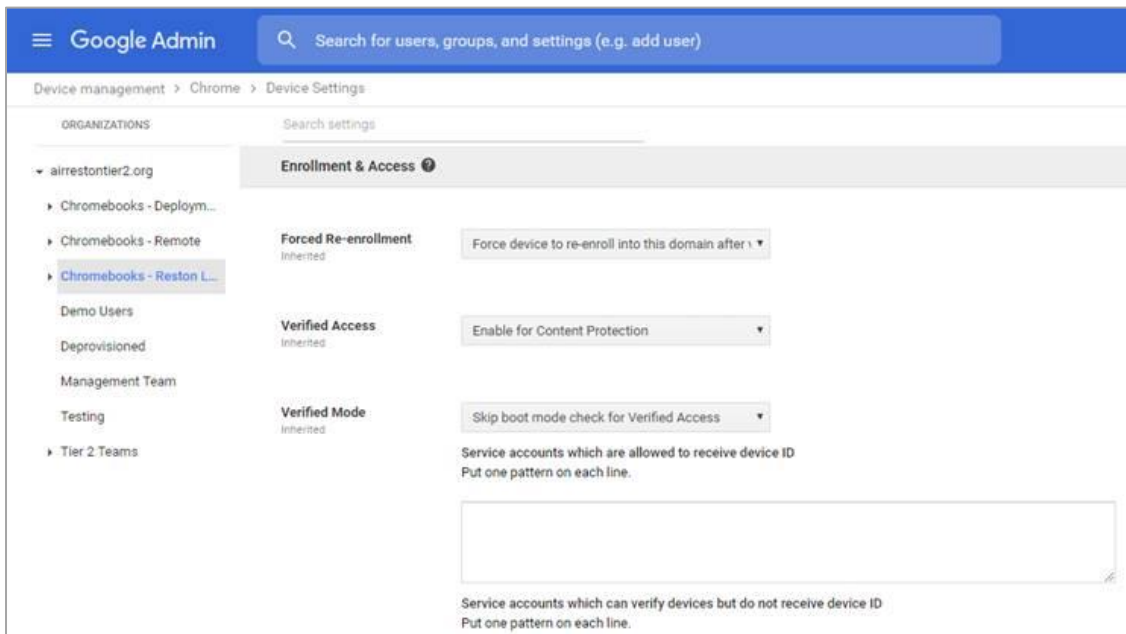 Google Admin
Search for users, groups, and settings (e.g. add user)
Device management > Chrome > Device Settings
ORGANIZATIONS
Search settings
airrestontier2.org
Enrollment & Access
Chromebooks - Deploym...
Chromebooks - Remote
Forced Re-enrollment
Inherited
Force device to re-enroll into this domain after
Chromebooks - Reston L...
Demo Users
Deprovisioned
Verified Access
Inherited
Enable for Content Protection
Management Team
Testing
Verified Mode
Inherited
Skip boot mode check for Verified Access
Tier 2 Teams
Service accounts which are allowed to receive device ID
Put one pattern on each line.
Service accounts which can verify devices but do not receive device ID
Put one pattern on each line.